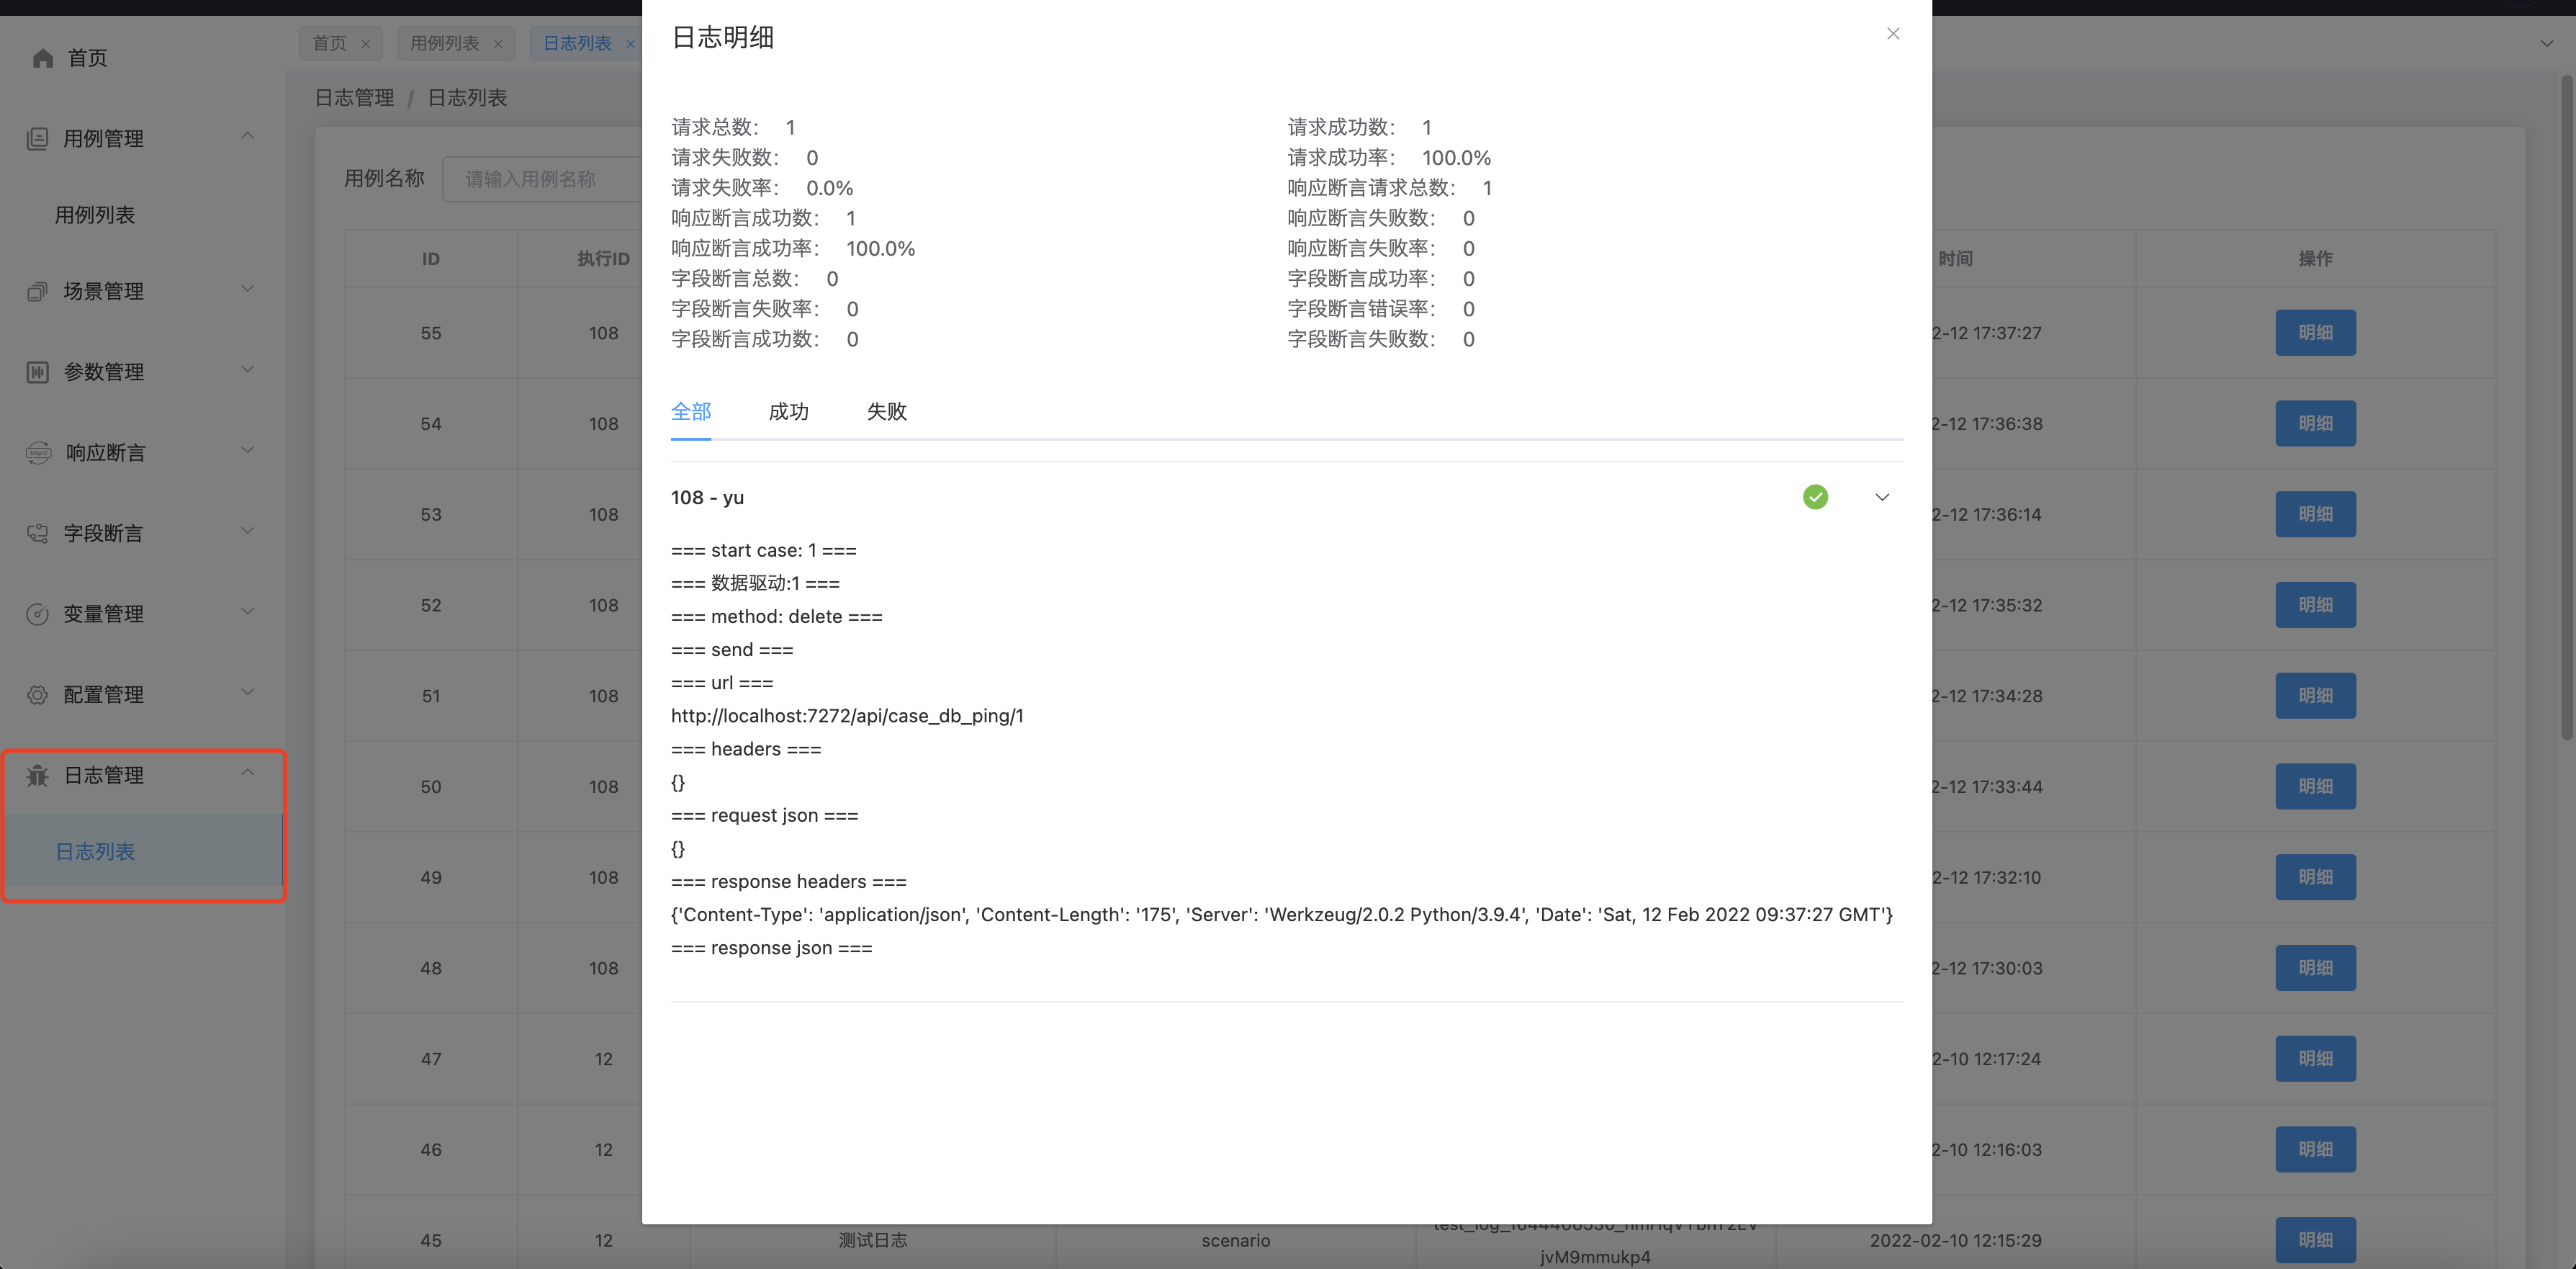 首页
用例管理
用例列表
场景管理
参数管理
响应断言
字段断言
变量管理
配置管理
日志管理
日志列表
首页 用例列表 日志列表
日志管理 / 日志列表
用例名称 请输入用例名称
ID 执行ID 时间 操作
55 108 2-12 17:37:27 明细
54 108 2-12 17:36:38 明细
53 108 2-12 17:36:14 明细
52 108 2-12 17:35:32 明细
51 108 2-12 17:34:28 明细
50 108 2-12 17:33:44 明细
49 108 2-12 17:32:10 明细
48 108 2-12 17:30:03 明细
47 12 2-10 12:17:24 明细
46 12 2-10 12:16:03 明细
45 12 测试日志 scenario jvM9mmukp4 2022-02-10 12:15:29 明细
日志明细
请求总数： 1 请求成功数： 1
请求失败数： 0 请求成功率： 100.0%
请求失败率： 0.0% 响应断言请求总数： 1
响应断言成功数： 1 响应断言失败数： 0
响应断言成功率： 100.0% 响应断言失败率： 0
字段断言总数： 0 字段断言成功率： 0
字段断言失败率： 0 字段断言错误率： 0
字段断言成功数： 0 字段断言失败数： 0
全部 成功 失败
108 - yu
=== start case: 1 ===
=== 数据驱动:1 ===
=== method: delete ===
=== send ===
=== url ===
http://localhost:7272/api/case_db_ping/1
=== headers ===
{}
=== request json ===
{}
=== response headers ===
{'Content-Type': 'application/json', 'Content-Length': '175', 'Server': 'Werkzeug/2.0.2 Python/3.9.4', 'Date': 'Sat, 12 Feb 2022 09:37:27 GMT'}
=== response json ===